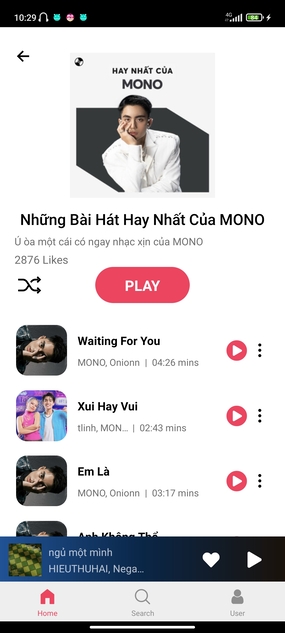 10:29
4G
HAY NHẤT CỦA
MONO
Những Bài Hát Hay Nhất Của MONO
Ú òa một cái có ngay nhạc xịn của MONO
2876 Likes
PLAY
Waiting For You
MONO, Onionn | 04:26 mins
Xui Hay Vui
tlinh, MON... | 02:43 mins
Em Là
MONO, Onionn | 03:17 mins
Anh Không Thể
ngủ một mình
HIEUTHUHAI, Nega...
Home
Search
User